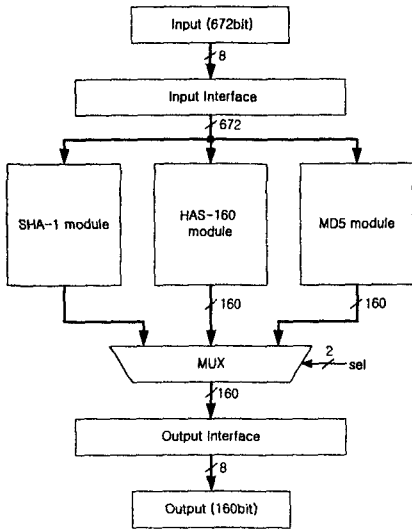 Input (672bit)
8
Input Interface
672
SHA-1 module
HAS-160
module
MD5 module
160
160
MUX
2
sel
160
Output Interface
8
Output (160bit)